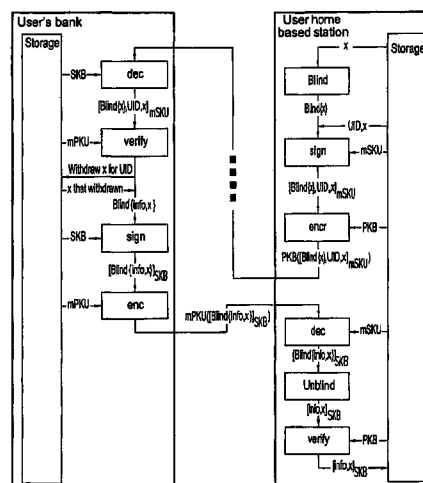 User's bank
Storage
SKB
dec
[Blind{x},UID,x]mSKU
mPKU
verify
Withdraw x for UID
x that withdrawn
Blind{info,x}
SKB
sign
[Blind{info,x}]SKB
mPKU
enc
mPKU([Blind{info,x}]SKB)
User home
based station
Storage
x
Blind
Blind{x}
UID,x
mSKU
sign
[Blind{x},UID,x]mSKU
PKB
encr
PKB([Blind{x},UID,x]mSKU)
dec
mSKU
[Blind{info,x}]SKB
Unblind
[info,x]SKB
verify
PKB
[info,x]SKB